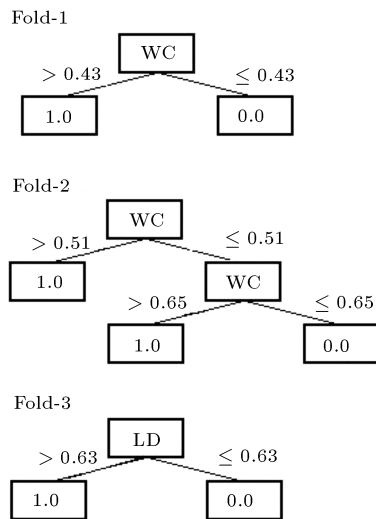 Fold-1
WC
> 0.43
≤ 0.43
1.0
0.0
Fold-2
WC
> 0.51
≤ 0.51
1.0
WC
> 0.65
≤ 0.65
1.0
0.0
Fold-3
LD
> 0.63
≤ 0.63
1.0
0.0